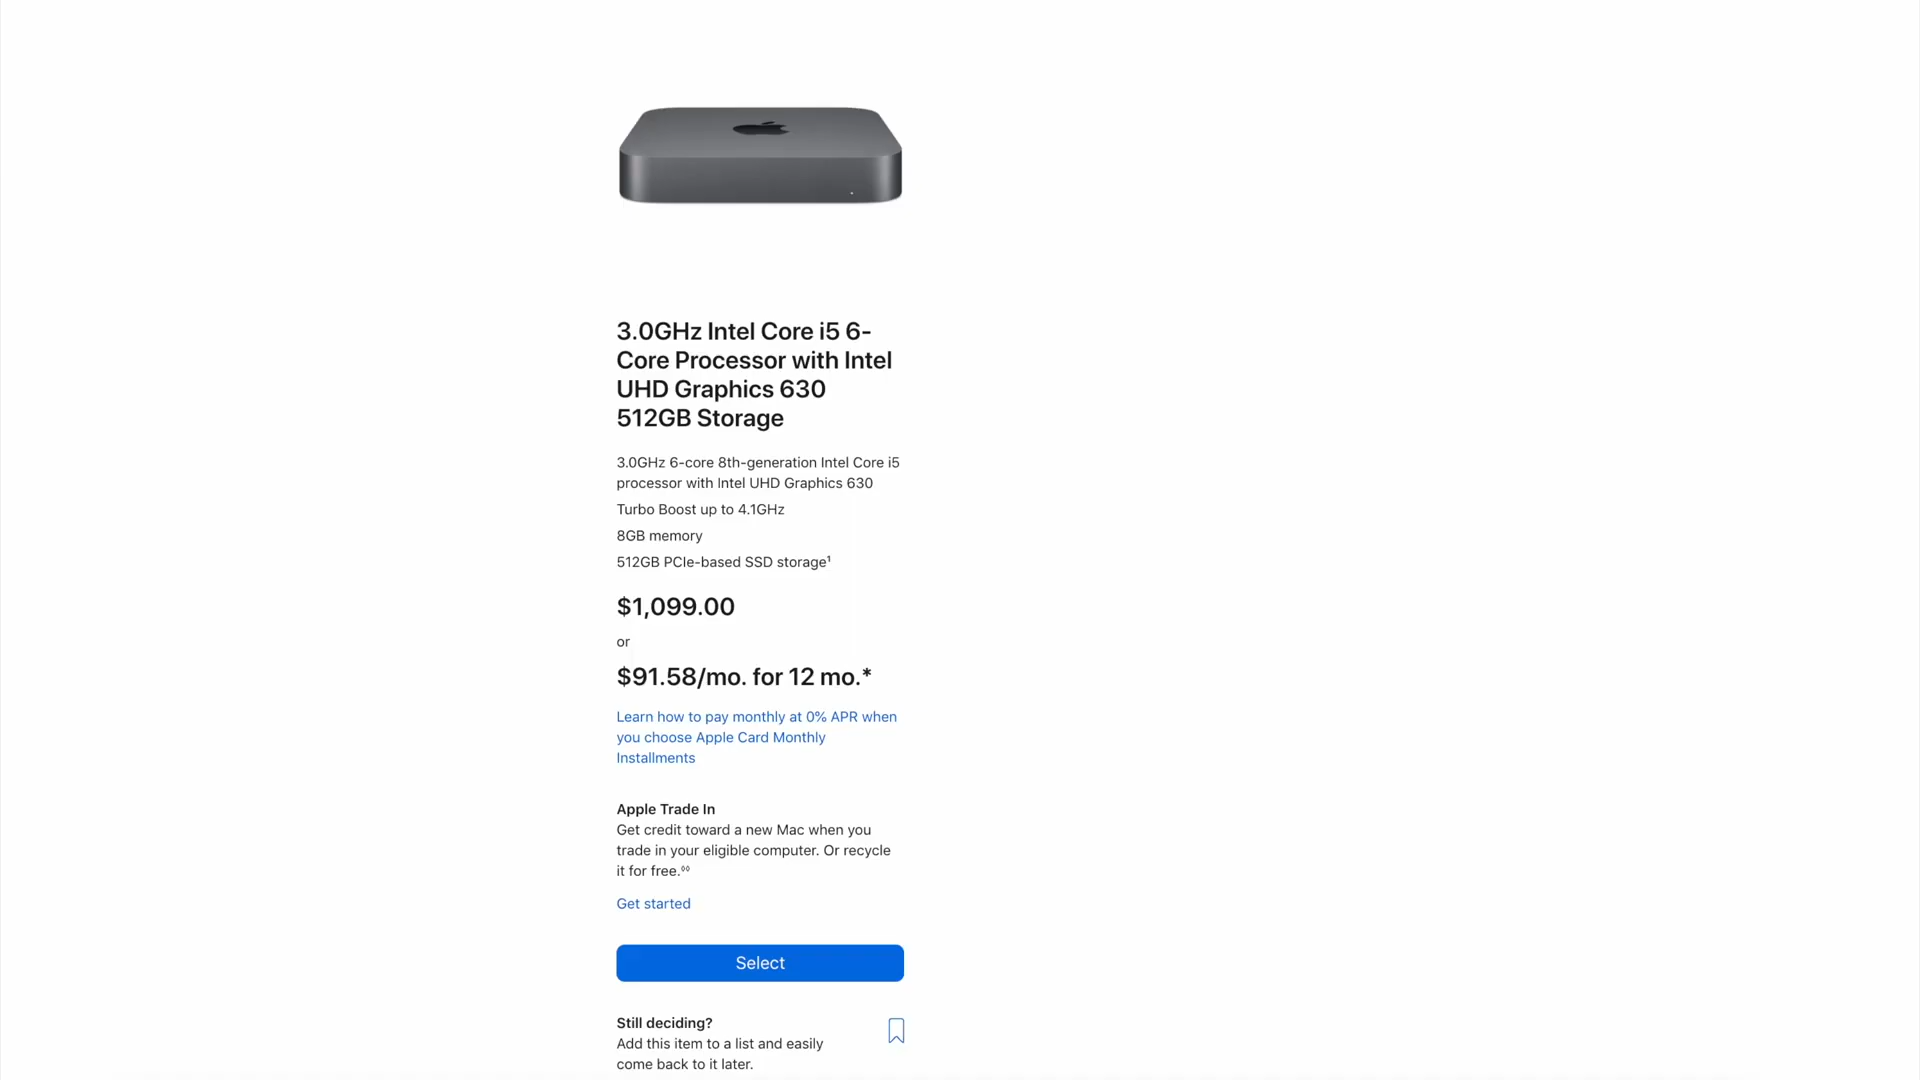 3.0GHz Intel Core i5 6-
Core Processor with Intel
UHD Graphics 630
512GB Storage
3.0GHz 6-core 8th-generation Intel Core i5
processor with Intel UHD Graphics 630
Turbo Boost up to 4.1GHz
8GB memory
512GB PCIe-based SSD storage¹
$1,099.00
or
$91.58/mo. for 12 mo.*
Learn how to pay monthly at 0% APR when
you choose Apple Card Monthly
Installments
Apple Trade In
Get credit toward a new Mac when you
trade in your eligible computer. Or recycle
it for free.◊◊
Get started
Select
Still deciding?
Add this item to a list and easily
come back to it later.